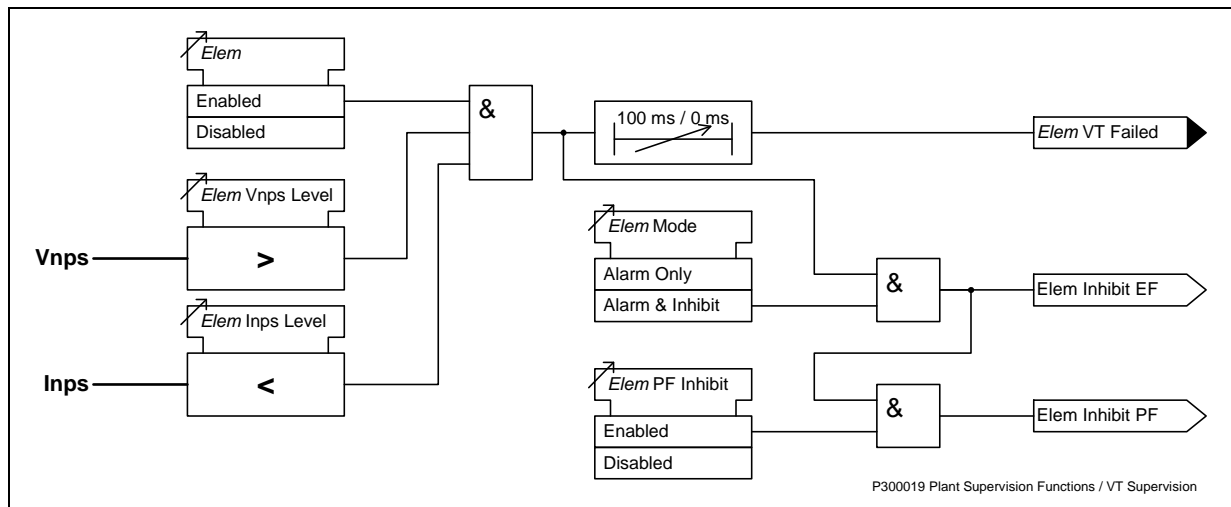 Elem
Enabled
Disabled
&
100 ms / 0 ms
Elem VT Failed
Elem Vnps Level
Vnps
>
Elem Mode
Alarm Only
Alarm & Inhibit
&
Elem Inhibit EF
Elem Inps Level
Inps
<
Elem PF Inhibit
Enabled
Disabled
&
Elem Inhibit PF
P300019 Plant Supervision Functions / VT Supervision